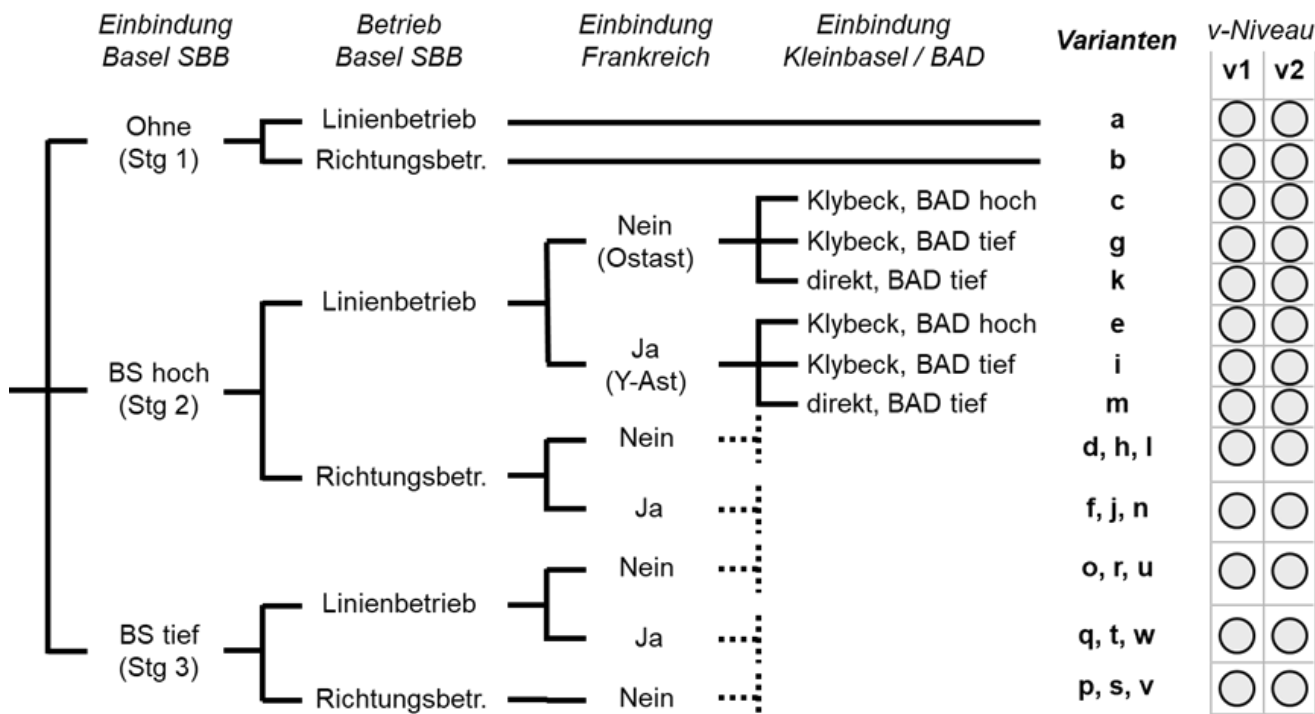 Einbindung
Basel SBB
Betrieb
Basel SBB
Einbindung
Frankreich
Einbindung
Kleinbasel / BAD
Varianten
v-Niveau
v1 v2
Ohne
(Stg 1)
Linienbetrieb
a
Richtungsbetr.
b
BS hoch
(Stg 2)
Linienbetrieb
Nein
(Ostast)
Klybeck, BAD hoch
c
Klybeck, BAD tief
g
direkt, BAD tief
k
Ja
(Y-Ast)
Klybeck, BAD hoch
e
Klybeck, BAD tief
i
direkt, BAD tief
m
Richtungsbetr.
Nein
d, h, l
Ja
f, j, n
BS tief
(Stg 3)
Linienbetrieb
Nein
o, r, u
Ja
q, t, w
Richtungsbetr.
Nein
p, s, v